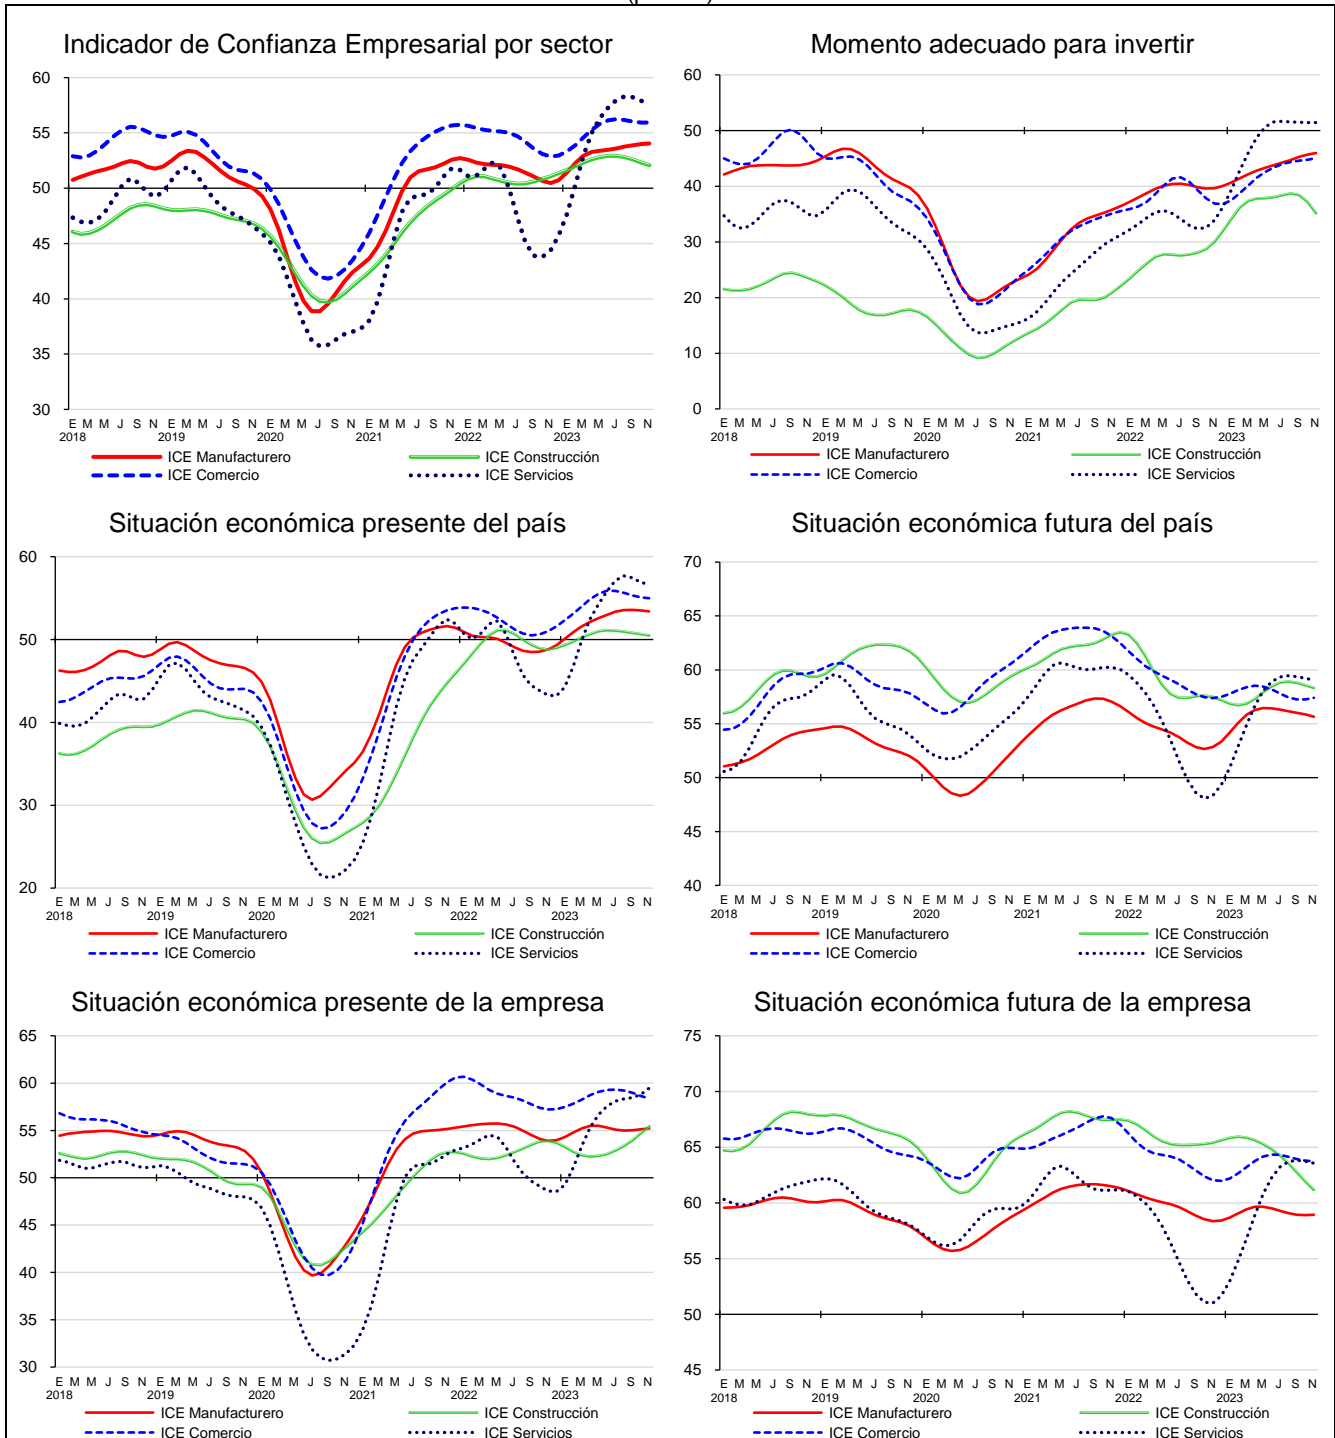 Indicador de Confianza Empresarial por sector
60
55
50
45
40
35
30
E M M J S N E M M J S N E M M J S N E M M J S N E M M J S N E M M J S N
2018 2019 2020 2021 2022 2023
ICE Manufacturero ICE Construcción
ICE Comercio ICE Servicios
Momento adecuado para invertir
60
50
40
30
20
10
0
E M M J S N E M M J S N E M M J S N E M M J S N E M M J S N E M M J S N
2018 2019 2020 2021 2022 2023
ICE Manufacturero ICE Construcción
ICE Comercio ICE Servicios
Situación económica presente del país
60
50
40
30
20
E M M J S N E M M J S N E M M J S N E M M J S N E M M J S N E M M J S N
2018 2019 2020 2021 2022 2023
ICE Manufacturero ICE Construcción
ICE Comercio ICE Servicios
Situación económica futura del país
70
65
60
55
50
45
40
E M M J S N E M M J S N E M M J S N E M M J S N E M M J S N E M M J S N
2018 2019 2020 2021 2022 2023
ICE Manufacturero ICE Construcción
ICE Comercio ICE Servicios
Situación económica presente de la empresa
65
60
55
50
45
40
35
30
E M M J S N E M M J S N E M M J S N E M M J S N E M M J S N E M M J S N
2018 2019 2020 2021 2022 2023
ICE Manufacturero ICE Construcción
ICE Comercio ICE Servicios
Situación económica futura de la empresa
75
70
65
60
55
50
45
E M M J S N E M M J S N E M M J S N E M M J S N E M M J S N E M M J S N
2018 2019 2020 2021 2022 2023
ICE Manufacturero ICE Construcción
ICE Comercio ICE Servicios